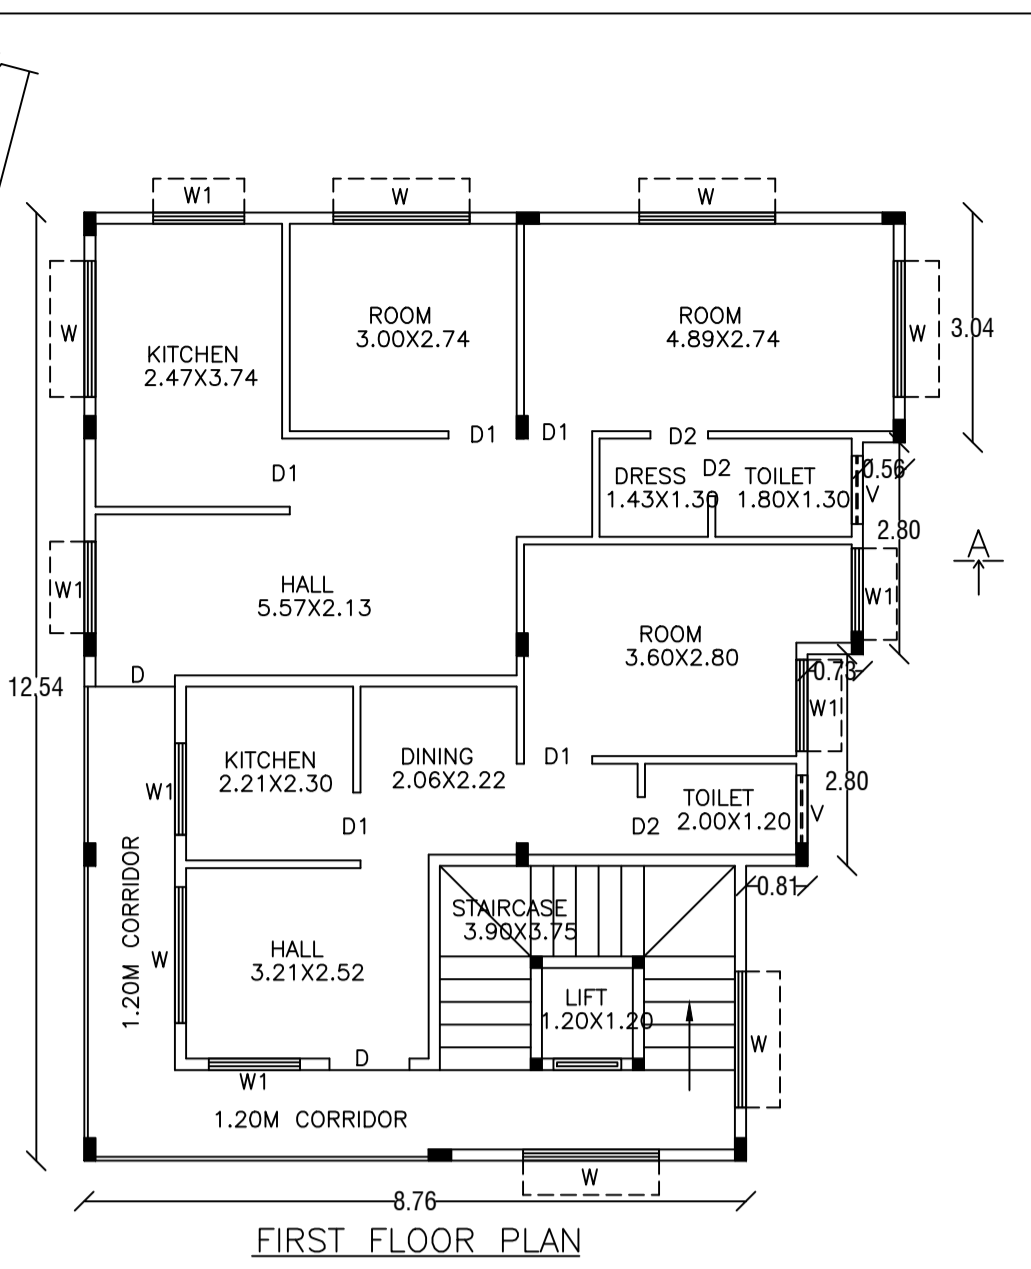 W1
W
W
W
KITCHEN
2.47X3.74
ROOM
3.00X2.74
ROOM
4.89X2.74
W
3.04
D1
D1
D2
D1
DRESS
1.43X1.30
D2
TOILET
1.80X1.30
0.56
V
2.80
A
W1
HALL
5.57X2.13
ROOM
3.60X2.80
W1
12.54
D
0.73
W1
KITCHEN
2.21X2.30
DINING
2.06X2.22
D1
W1
TOILET
2.00X1.20
V
2.80
D1
D2
0.81
1.20M CORRIDOR
W
HALL
3.21X2.52
STAIRCASE
3.90X3.75
LIFT
1.20X1.20
W
D
W1
1.20M CORRIDOR
W
8.76
FIRST FLOOR PLAN